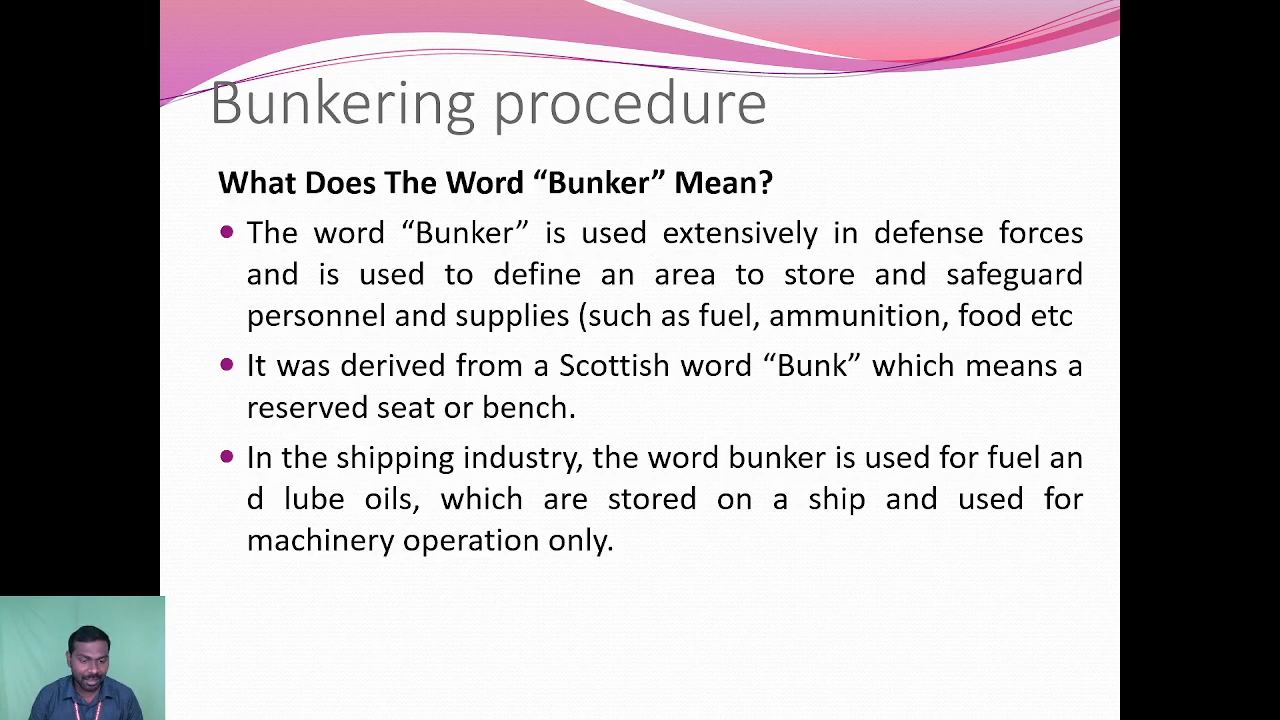 Bunkering procedure
What Does The Word “Bunker” Mean?
• The word “Bunker” is used extensively in defense forces
and is used to define an area to store and safeguard
personnel and supplies (such as fuel, ammunition, food etc
• It was derived from a Scottish word “Bunk” which means a
reserved seat or bench.
• In the shipping industry, the word bunker is used for fuel an
d lube oils, which are stored on a ship and used for
machinery operation only.